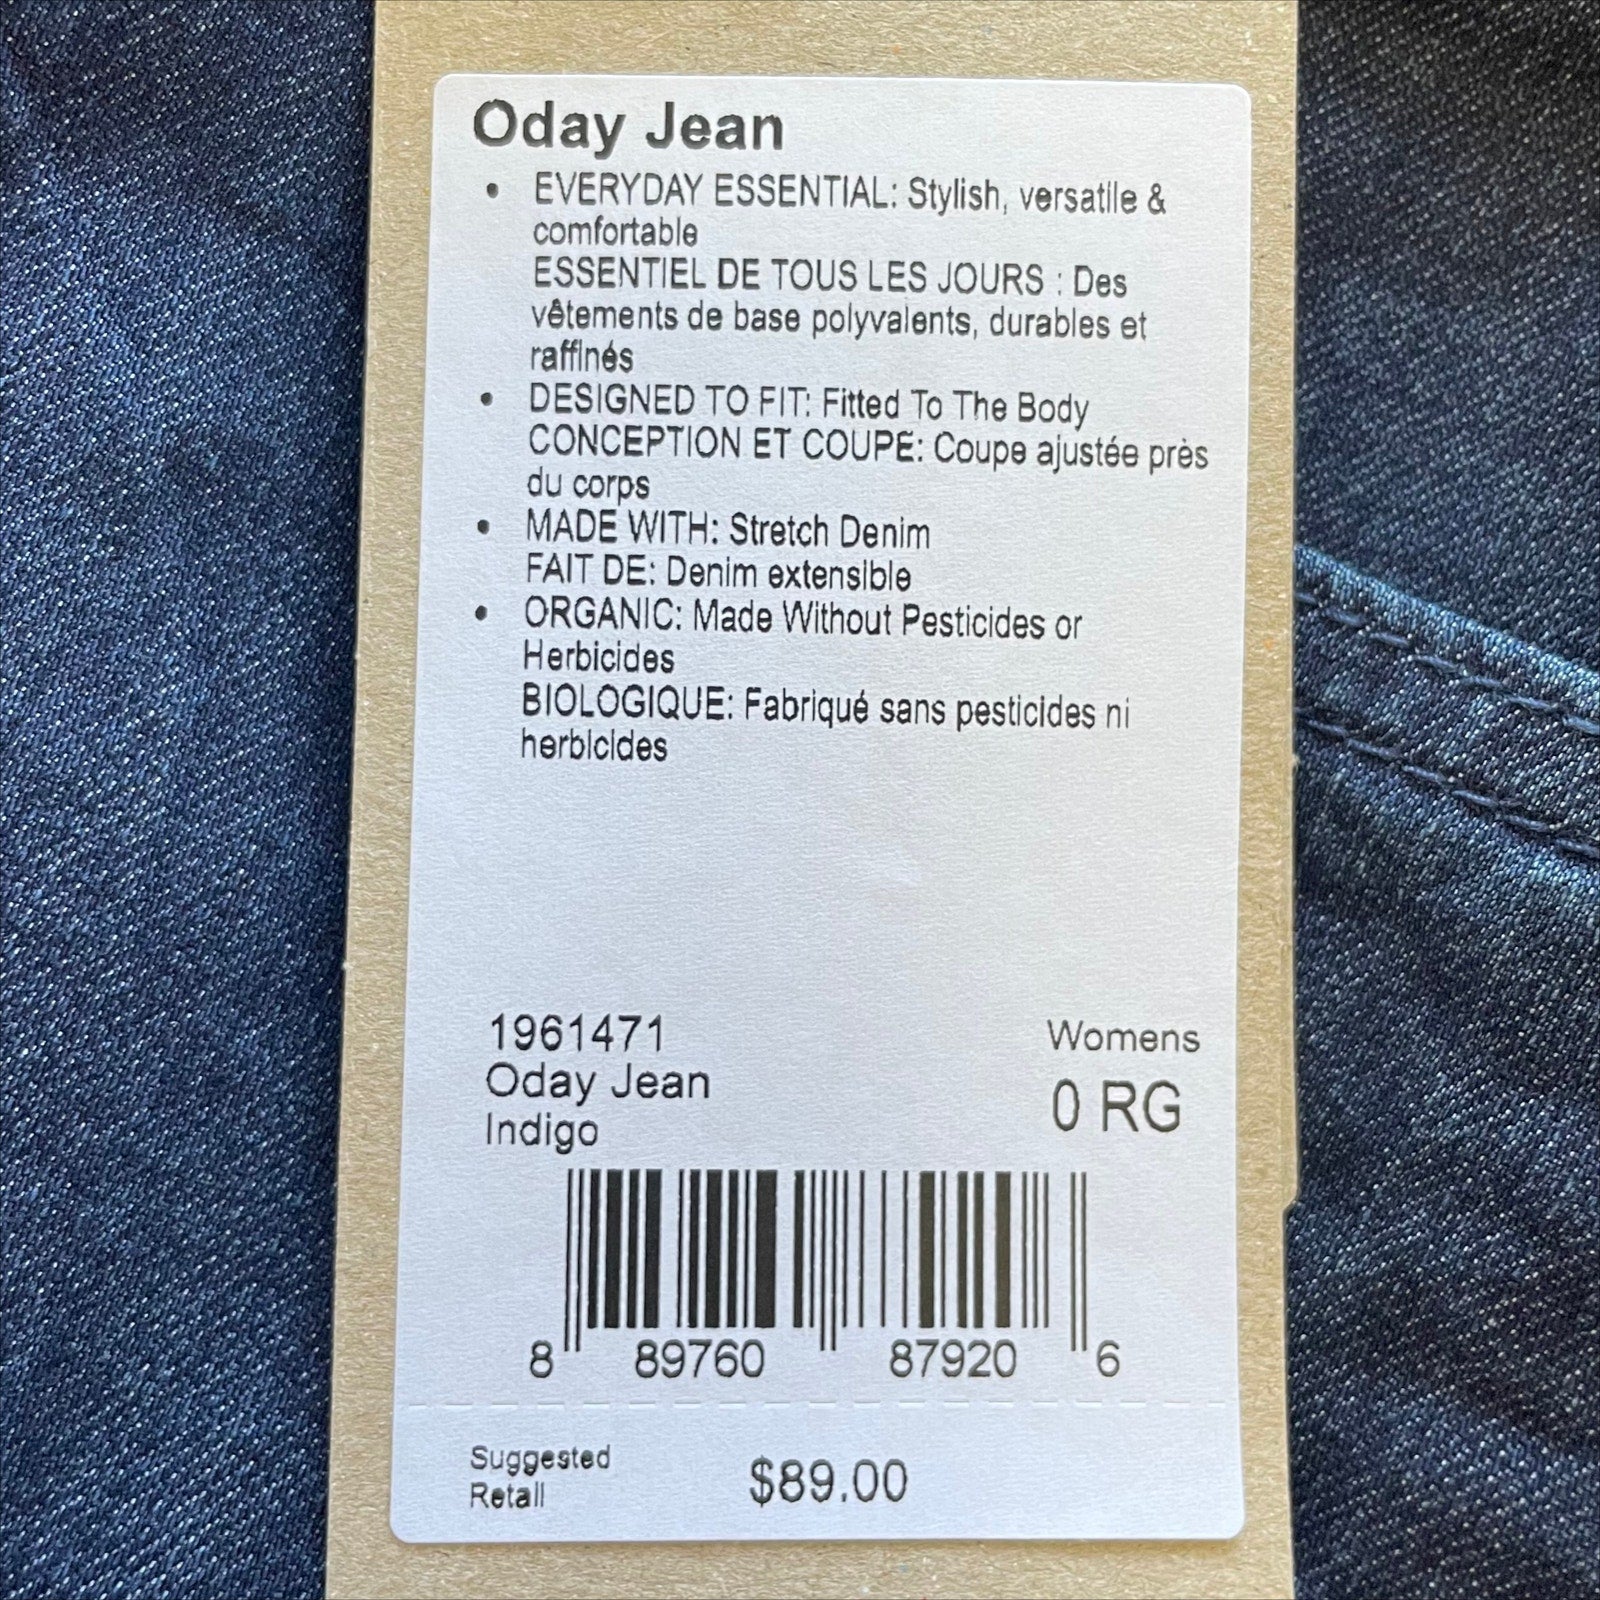 Oday Jean
• EVERYDAY ESSENTIAL: Stylish, versatile &
comfortable
ESSENTIEL DE TOUS LES JOURS : Des
vêtements de base polyvalents, durables et
raffinés
• DESIGNED TO FIT: Fitted To The Body
CONCEPTION ET COUPE: Coupe ajustée près
du corps
• MADE WITH: Stretch Denim
FAIT DE: Denim extensible
• ORGANIC: Made Without Pesticides or
Herbicides
BIOLOGIQUE: Fabriqué sans pesticides ni
herbicides
1961471
Oday Jean
Indigo
Womens
0 RG
8 89760 87920 6
Suggested
Retail
$89.00